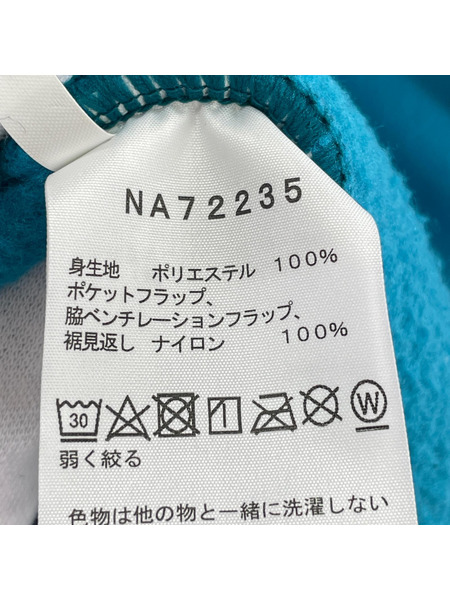 NA72235
身生地 ポリエステル 100%
ポケットフラップ、
脇ベンチレーションフラップ、
裾見返し ナイロン 100%
30 W
弱く絞る
色物は他の物と一緒に洗濯しない